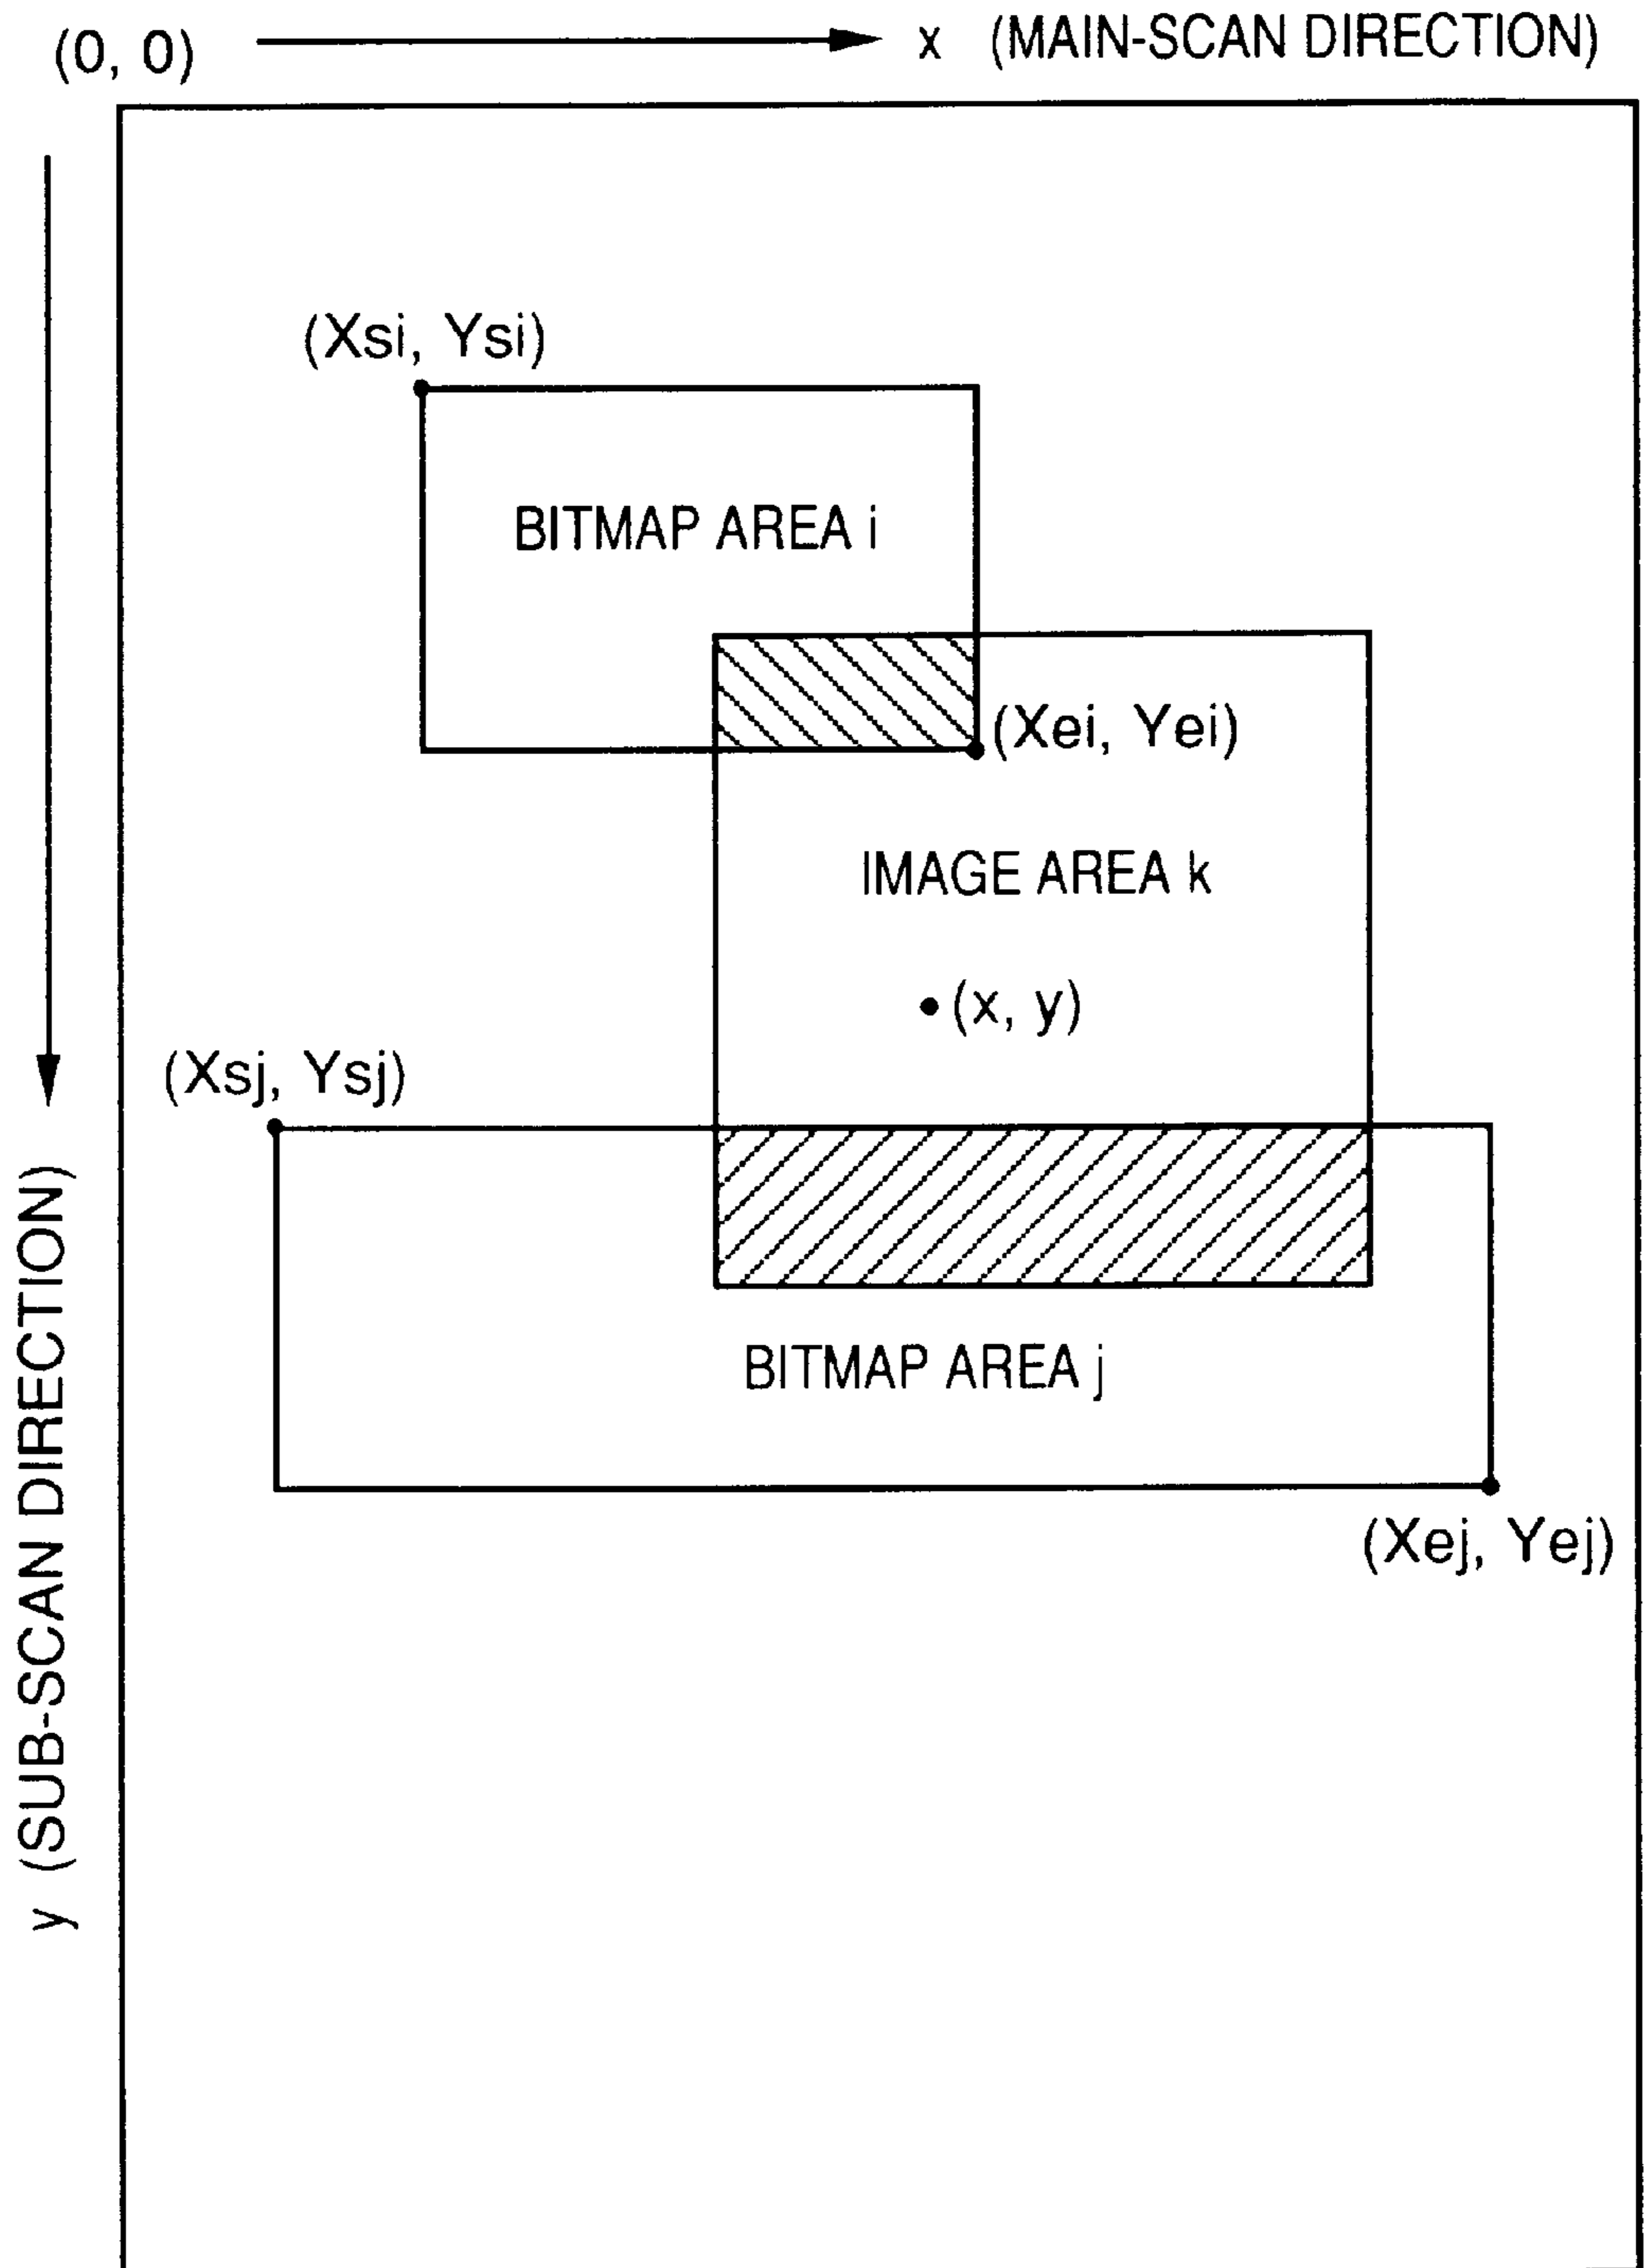 (0, 0)
x (MAIN-SCAN DIRECTION)
(Xsi, Ysi)
BITMAP AREA i
(Xei, Yei)
IMAGE AREA k
(x, y)
(Xsj, Ysj)
BITMAP AREA j
(Xej, Yej)
y (SUB-SCAN DIRECTION)